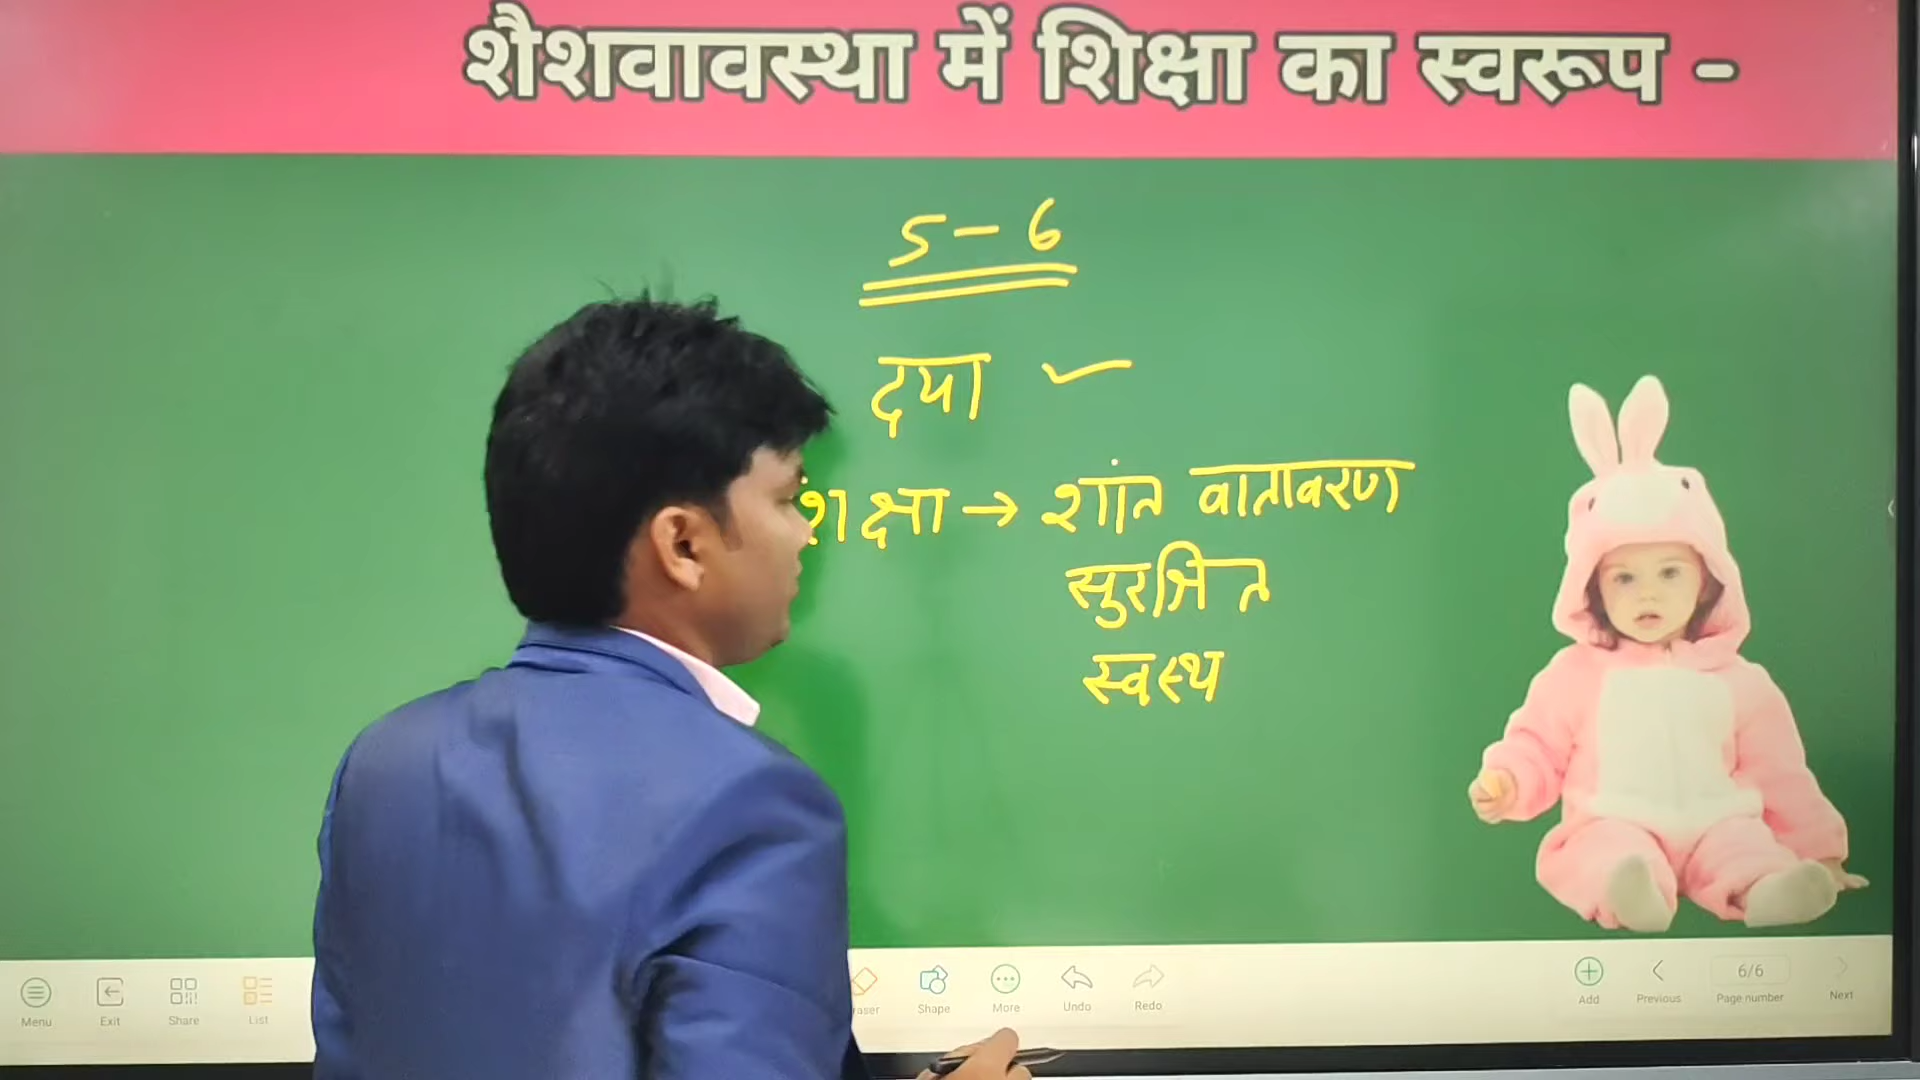 शैशवावस्था में शिक्षा का स्वरूप -
5-6
दया
→ शांत वातावरण
सुरक्षित
स्वस्थ
Menu Exit Share List Shape More Undo Redo Add Previous 6/6 Page number Next